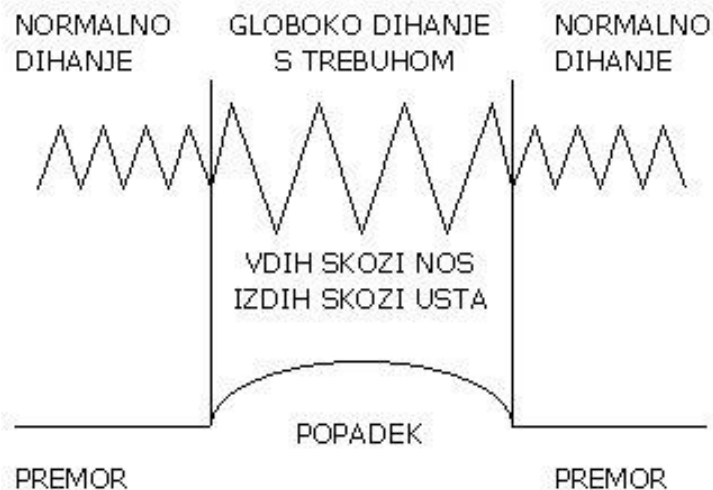 NORMALNO
DIHANJE
GLOBOKO DIHANJE
S TREBUHOM
NORMALNO
DIHANJE
VDIH SKOZI NOS
IZDIH SKOZI USTA
POPADEK
PREMOR
PREMOR